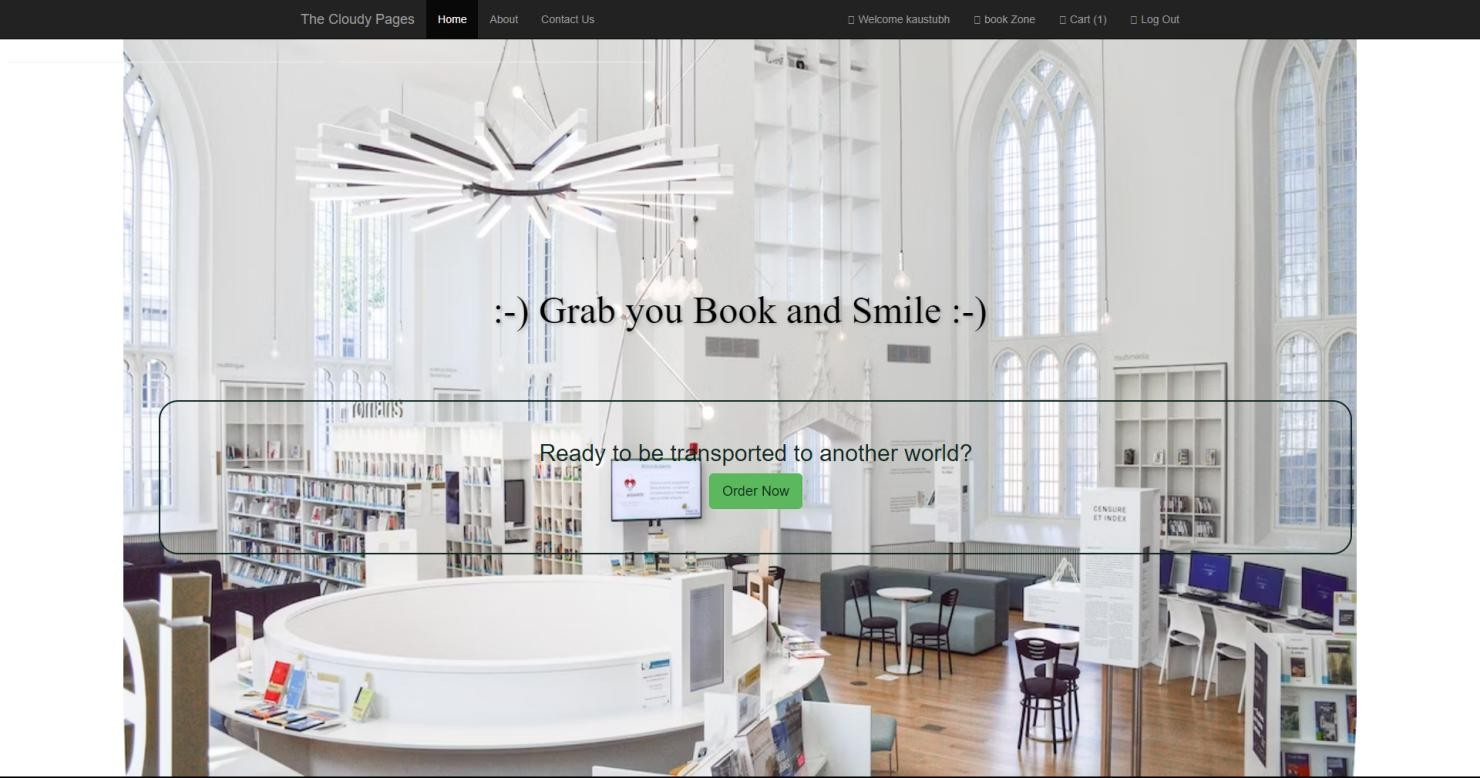 The Cloudy Pages Home About Contact Us Welcome kaustubh book Zone Cart (1) Log Out
:-) Grab you Book and Smile :-)
multimédia
romans
Ready to be transported to another world?
Order Now
CENSURE
ET INDEX